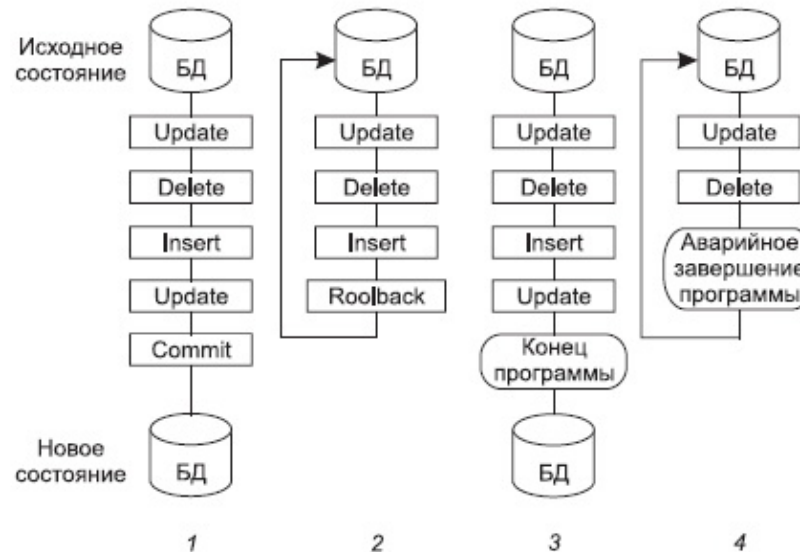 Исходное
состояние
БД
Update
Delete
Insert
Update
Commit
Новое
состояние
БД
1
БД
Update
Delete
Insert
Roolback
2
БД
Update
Delete
Insert
Update
Конец
программы
БД
3
БД
Update
Delete
Аварийное
завершение
программы
4